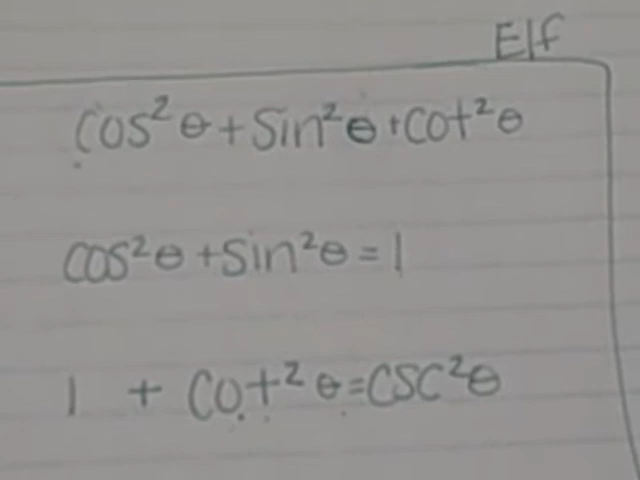 Elf
cos²θ + sin²θ + cot²θ
cos²θ + sin²θ = 1
1 + cot²θ = csc²θ